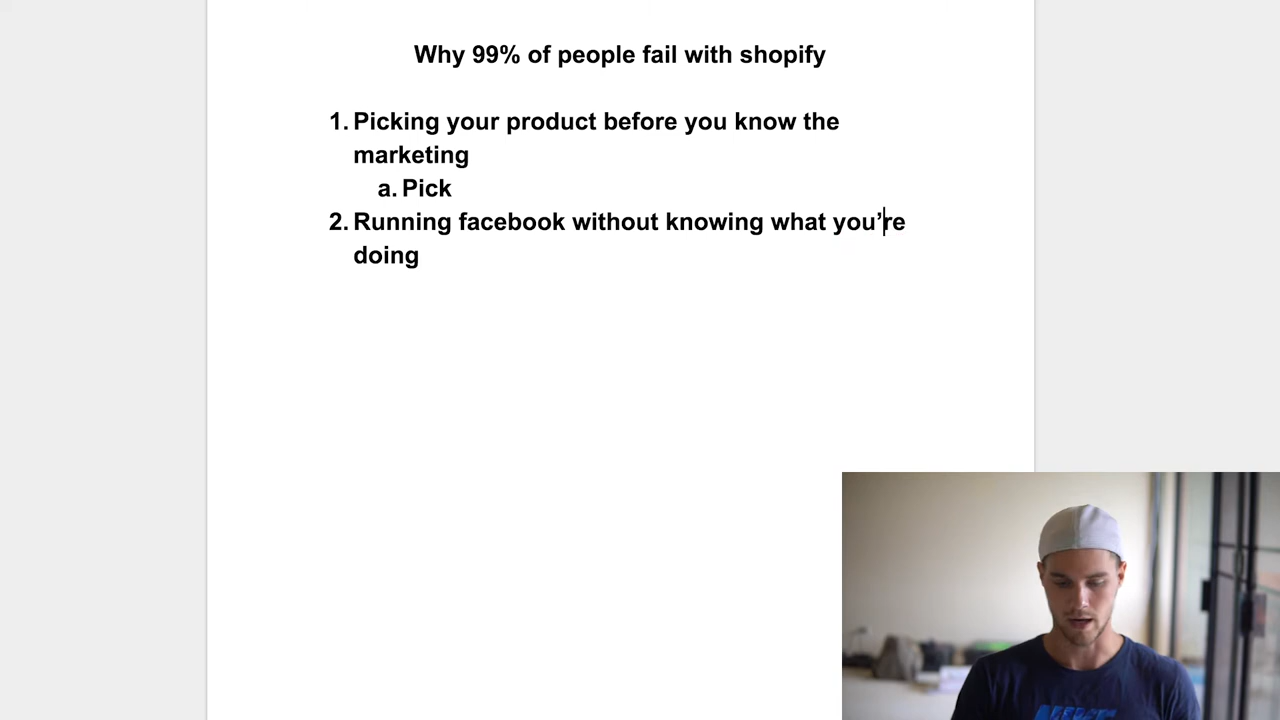 Why 99% of people fail with shopify
1. Picking your product before you know the
marketing
a. Pick
2. Running facebook without knowing what you’re
doing